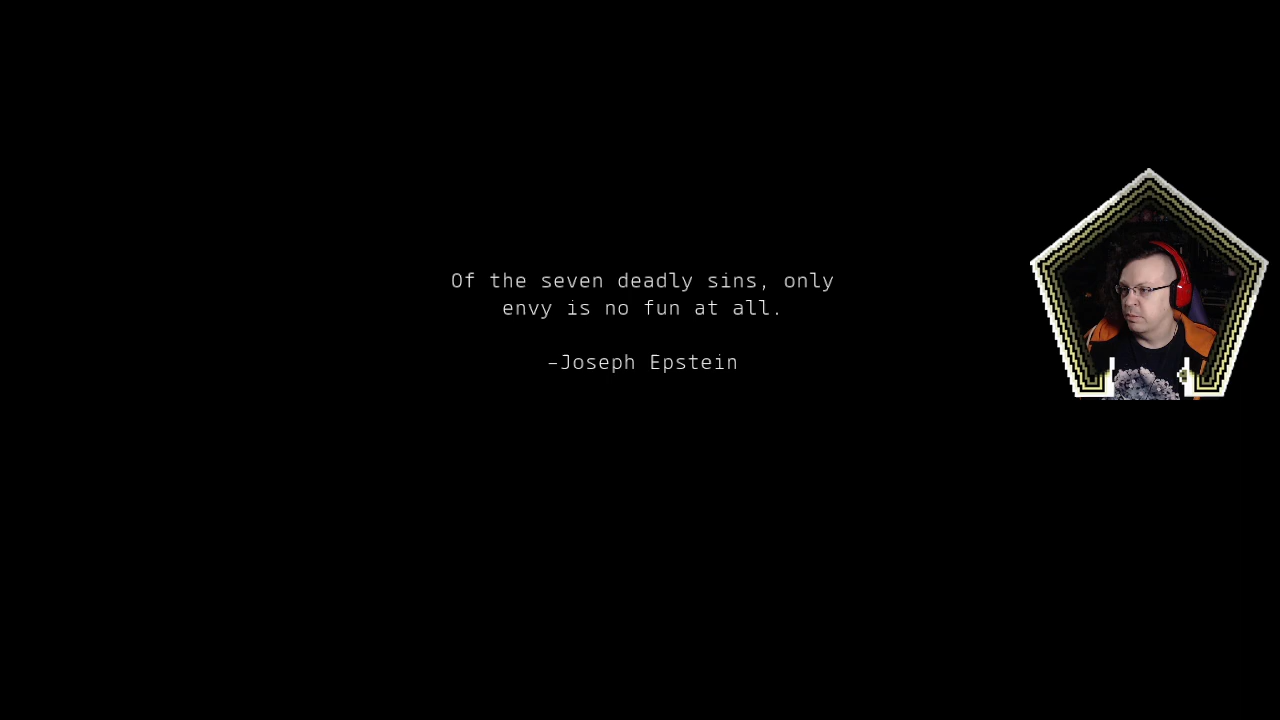 Of the seven deadly sins, only
envy is no fun at all.
–Joseph Epstein